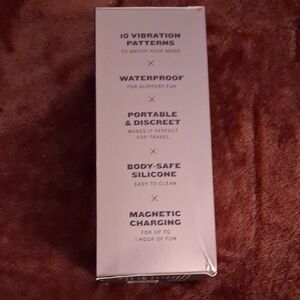 10 VIBRATION
PATTERNS
TO MATCH YOUR MOOD
WATERPROOF
FOR SLIPPERY FUN
PORTABLE
& DISCREET
MAKES IT PERFECT
FOR TRAVEL
BODY-SAFE
SILICONE
EASY TO CLEAN
MAGNETIC
CHARGING
FOR UP TO
1 HOUR OF FUN